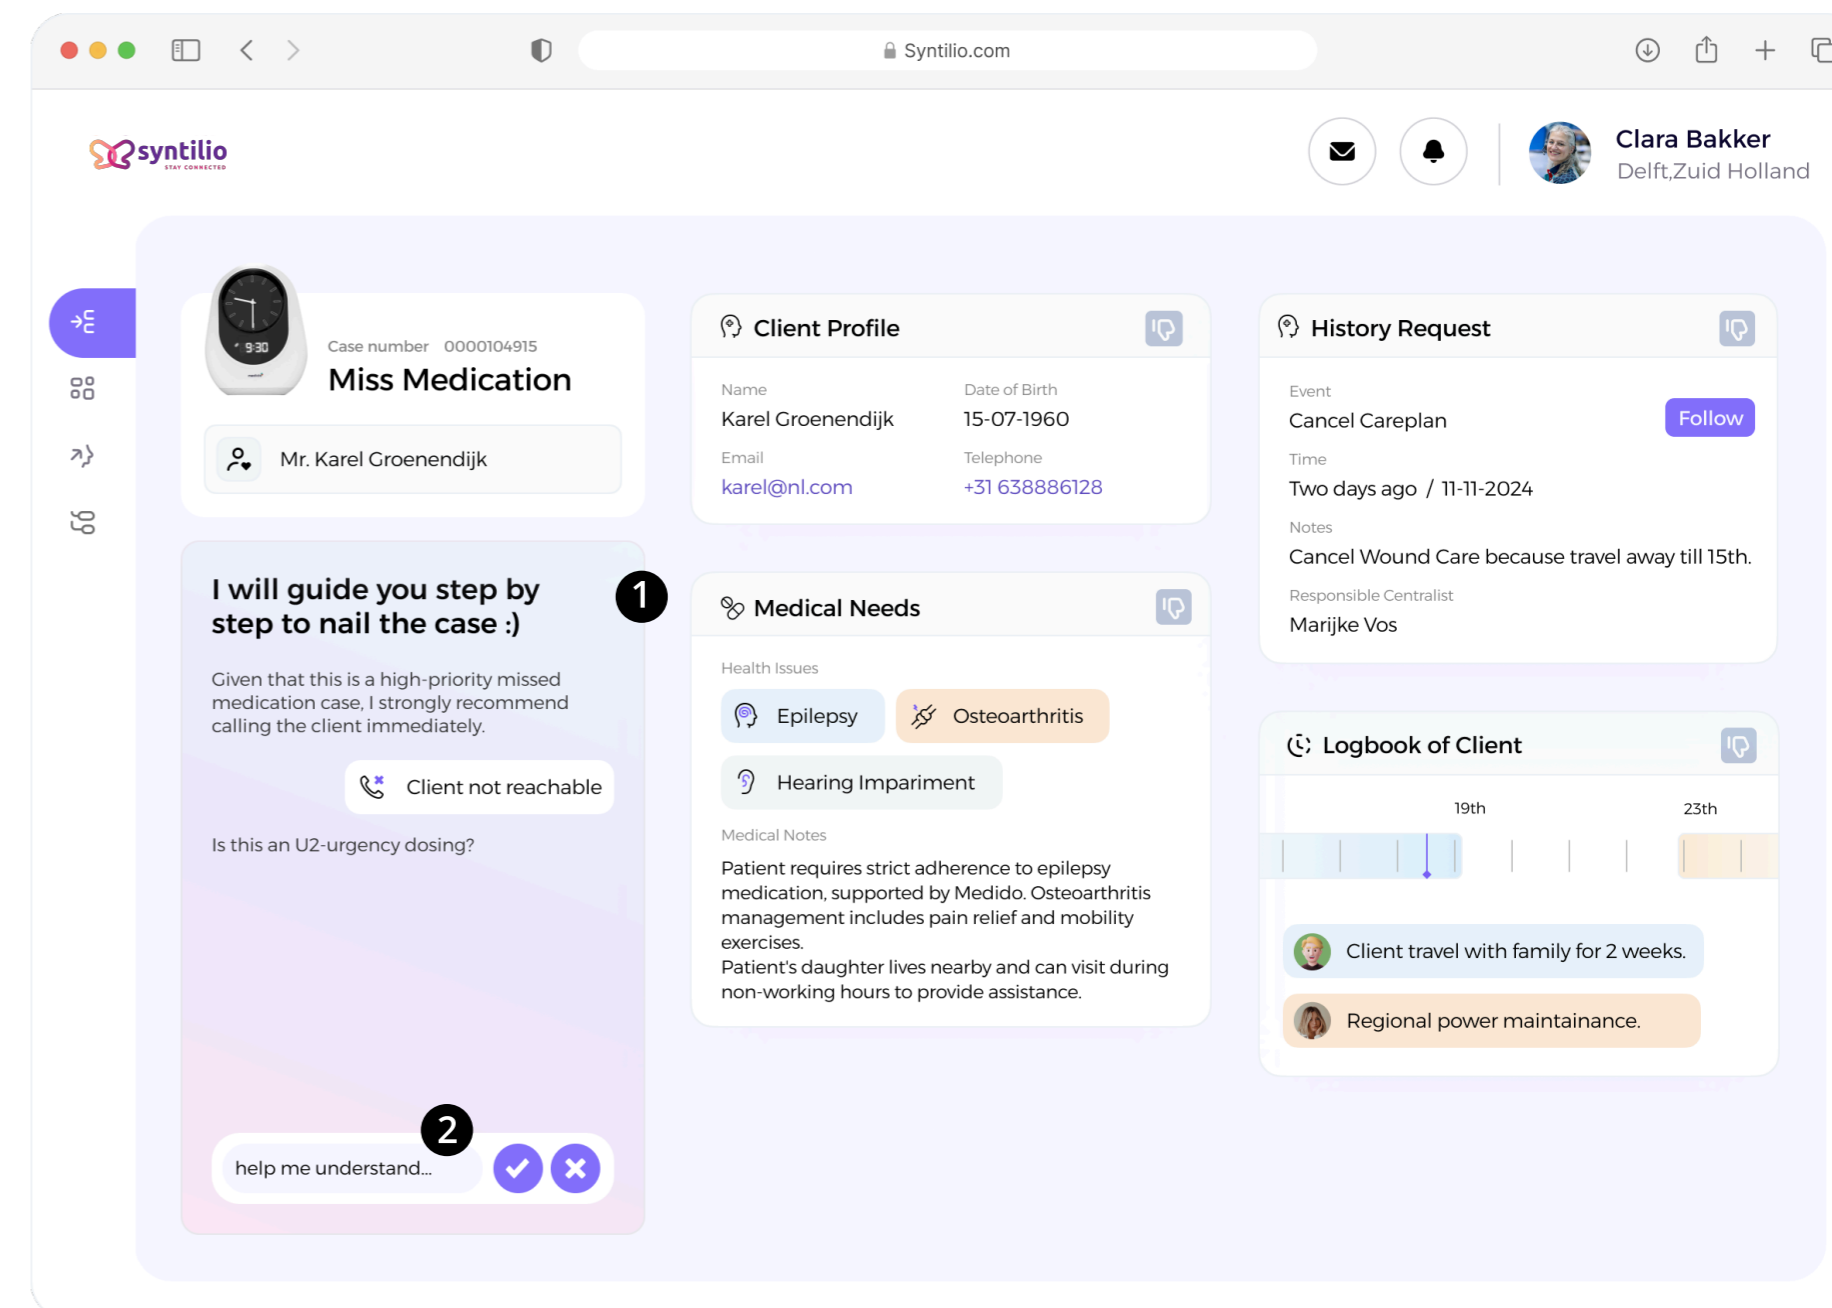 Syntilio.com
syntilio
STAY CONNECTED
Clara Bakker
Delft,Zuid Holland
9:30
Case number 0000104915
Miss Medication
Mr. Karel Groenendijk
I will guide you step by
step to nail the case :)
1
Given that this is a high-priority missed
medication case, I strongly recommend
calling the client immediately.
Client not reachable
Is this an U2-urgency dosing?
2
help me understand...
Client Profile
Name
Karel Groenendijk
Date of Birth
15-07-1960
Email
karel@nl.com
Telephone
+31 638886128
Medical Needs
Health Issues
Epilepsy
Osteoarthritis
Hearing Impariment
Medical Notes
Patient requires strict adherence to epilepsy
medication, supported by Medido. Osteoarthritis
management includes pain relief and mobility
exercises.
Patient's daughter lives nearby and can visit during
non-working hours to provide assistance.
History Request
Event
Cancel Careplan
Follow
Time
Two days ago / 11-11-2024
Notes
Cancel Wound Care because travel away till 15th.
Responsible Centralist
Marijke Vos
Logbook of Client
19th
23th
Client travel with family for 2 weeks.
Regional power maintainance.